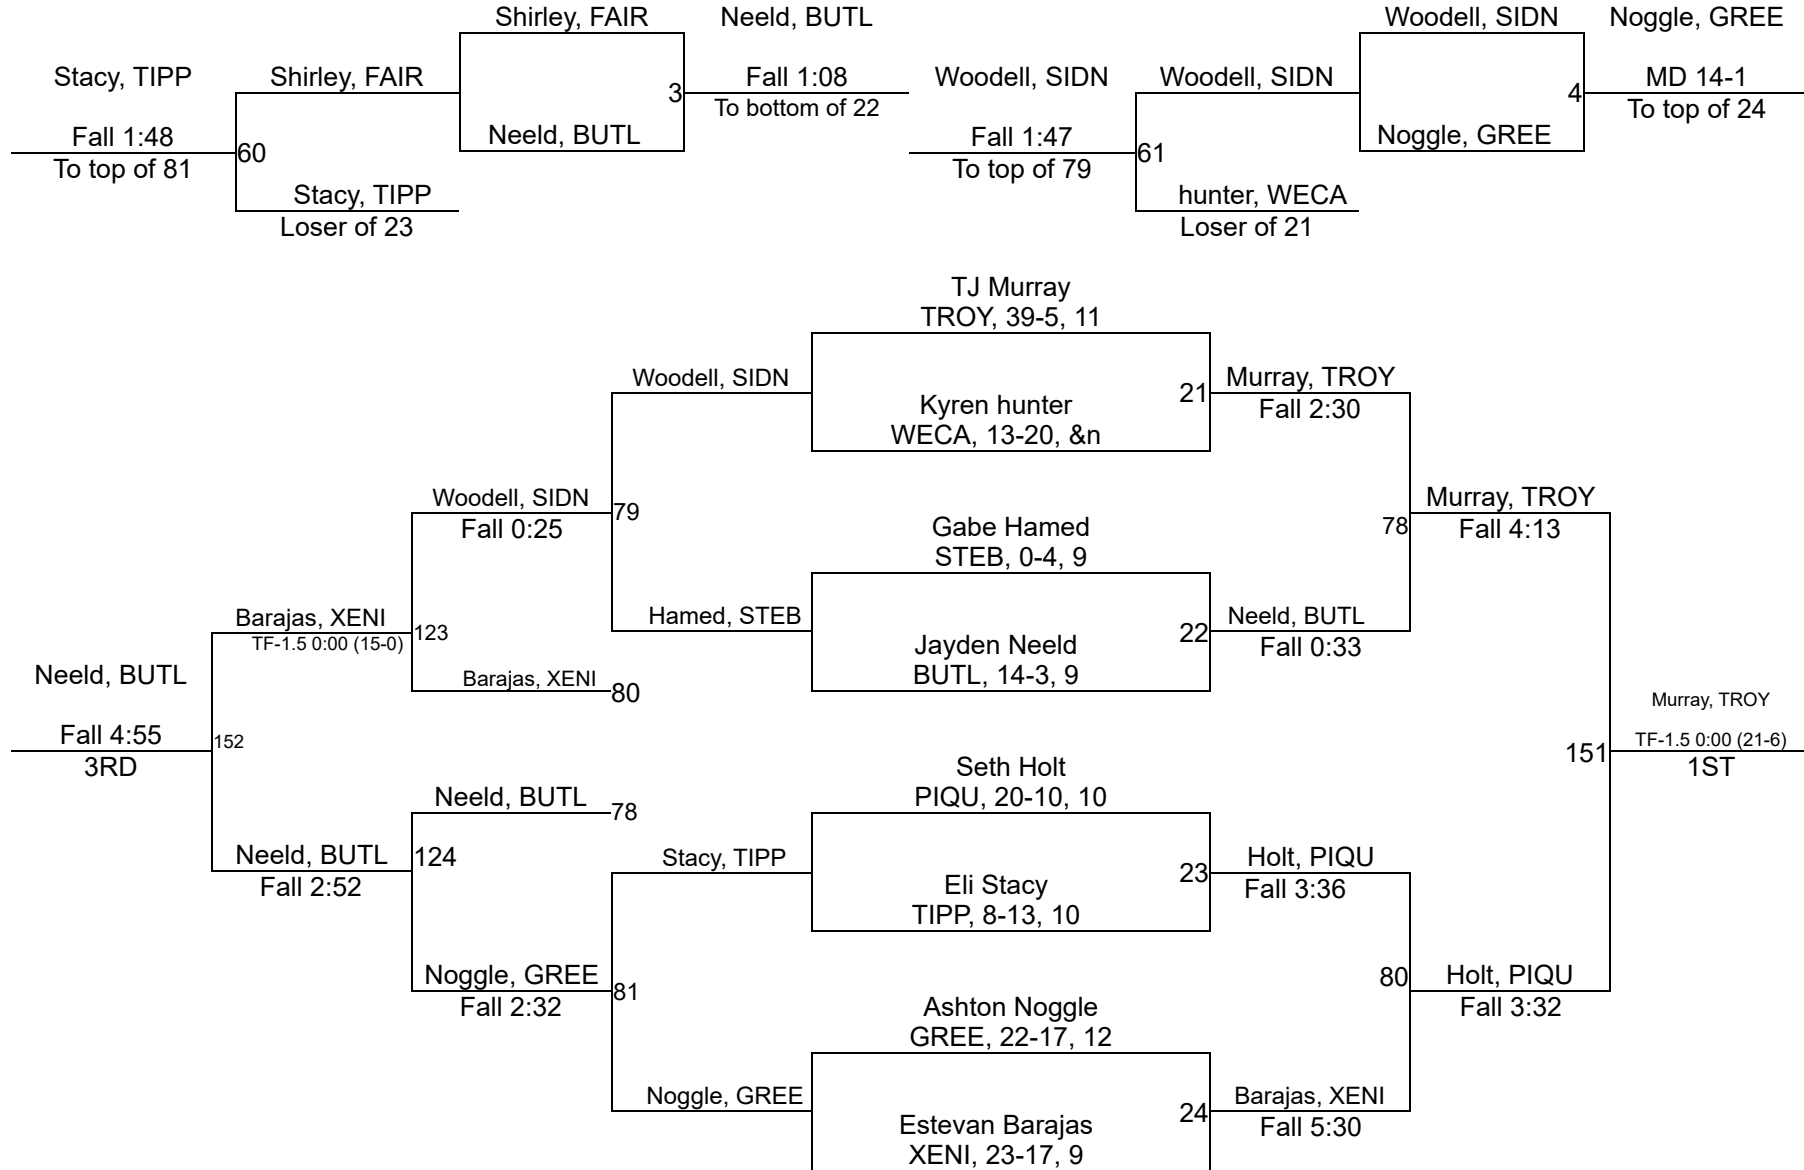 Shirley, FAIR
Neeld, BUTL
Woodell, SIDN
Noggle, GREE
Stacy, TIPP
Shirley, FAIR
Fall 1:08
Woodell, SIDN
Woodell, SIDN
MD 14-1
3
4
To bottom of 22
To top of 24
Fall 1:48
Neeld, BUTL
Fall 1:47
Noggle, GREE
60
61
To top of 81
To top of 79
Stacy, TIPP
hunter, WECA
Loser of 23
Loser of 21
TJ Murray
TROY, 39-5, 11
Woodell, SIDN
Murray, TROY
21
Kyren hunter
Fall 2:30
WECA, 13-20, &n
Woodell, SIDN
Murray, TROY
79
Fall 0:25
Gabe Hamed
78
Fall 4:13
STEB, 0-4, 9
Barajas, XENI
Hamed, STEB
Neeld, BUTL
123
22
TF-1.5 0:00 (15-0)
Jayden Neeld
Fall 0:33
Neeld, BUTL
Barajas, XENI
BUTL, 14-3, 9
80
Murray, TROY
Fall 4:55
152
TF-1.5 0:00 (21-6)
151
3RD
Seth Holt
1ST
Neeld, BUTL
PIQU, 20-10, 10
78
Neeld, BUTL
124
Stacy, TIPP
Holt, PIQU
23
Fall 2:52
Eli Stacy
Fall 3:36
TIPP, 8-13, 10
Noggle, GREE
80
Holt, PIQU
81
Fall 2:32
Ashton Noggle
Fall 3:32
GREE, 22-17, 12
Noggle, GREE
Barajas, XENI
24
Estevan Barajas
Fall 5:30
XENI, 23-17, 9